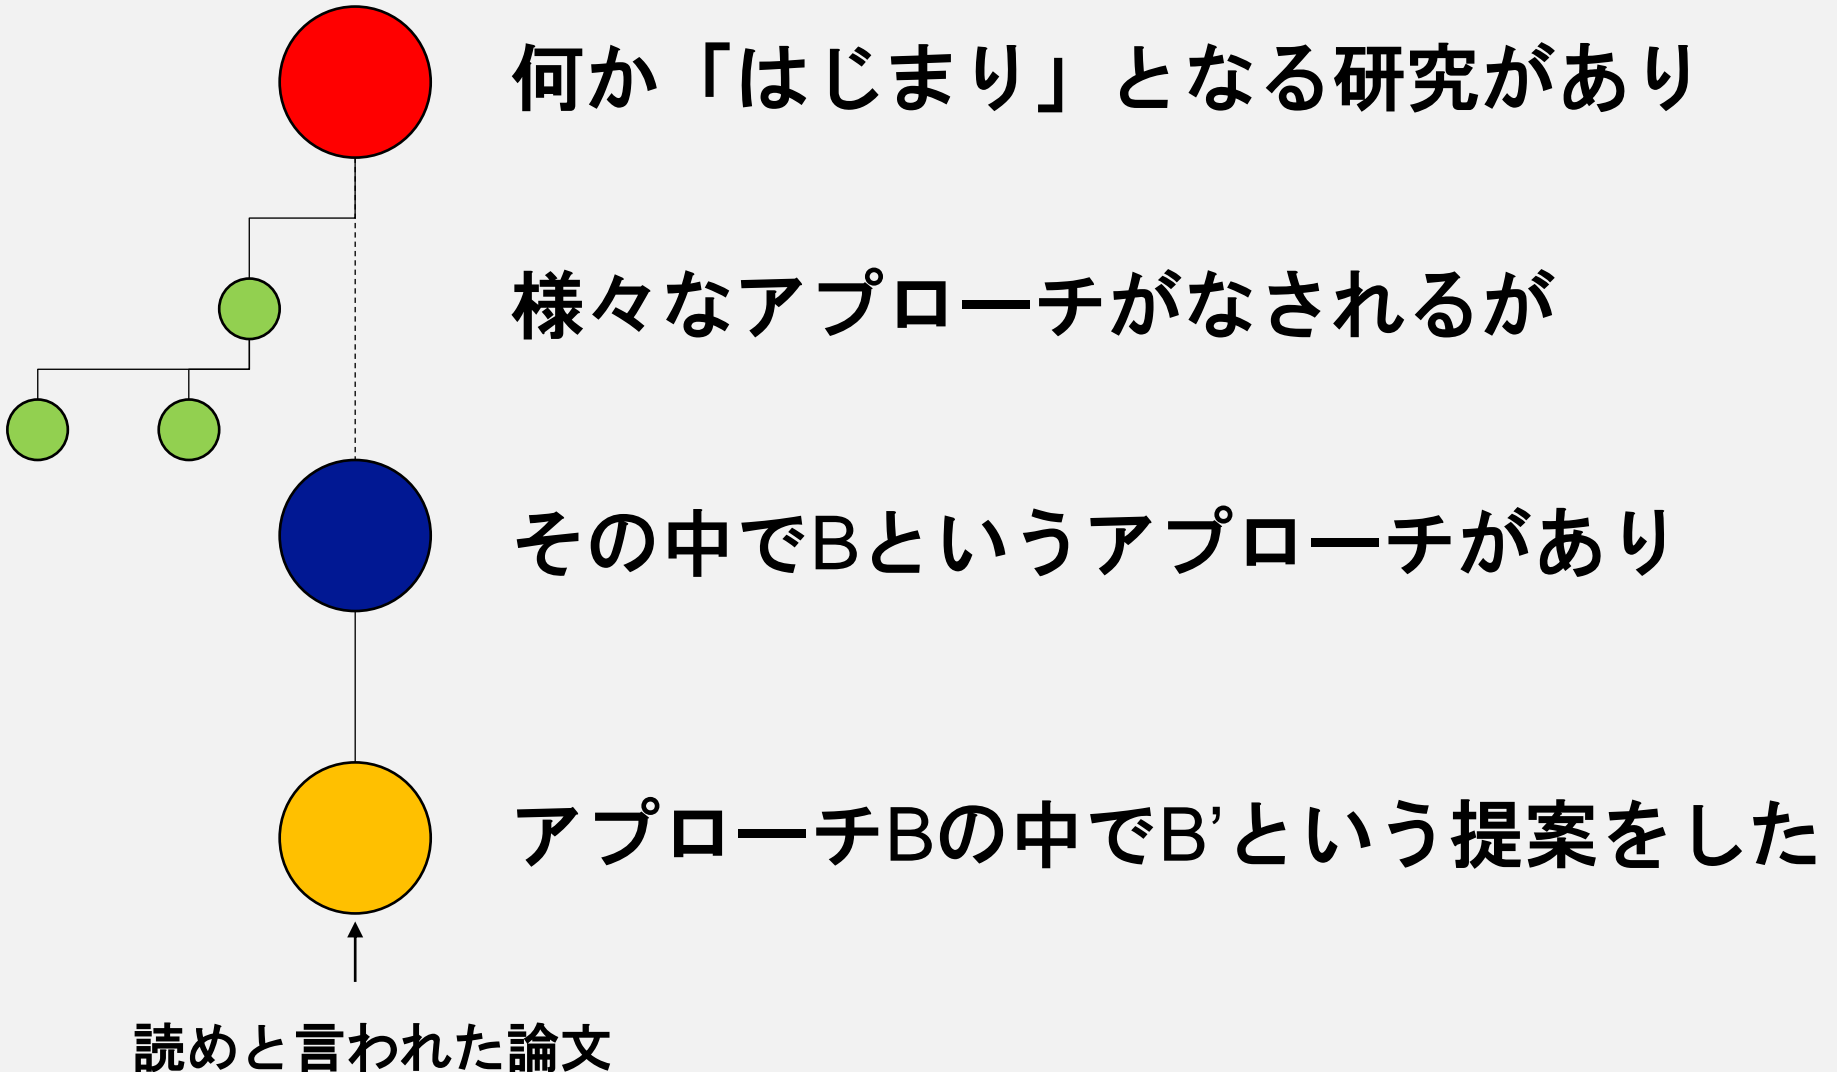 何か「はじまり」となる研究があり
様々なアプローチがなされるが
その中でBというアプローチがあり
アプローチBの中でB’という提案をした
読めと言われた論文